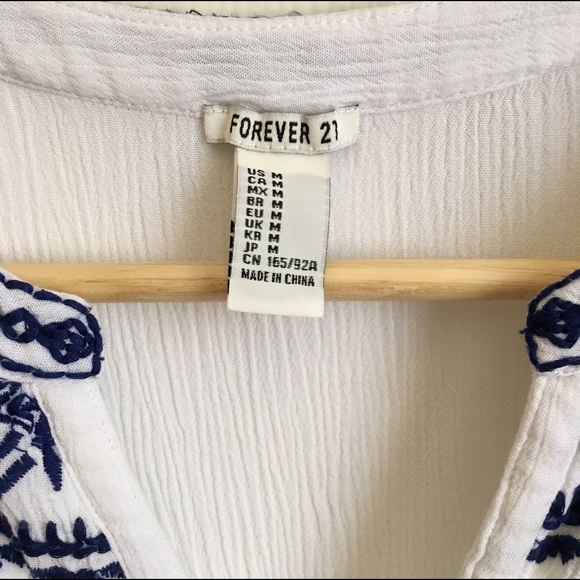 FOREVER 21
US M
CA M
MX M
BR M
EU M
UK M
KR M
JP M
CN 165/92A
MADE IN CHINA